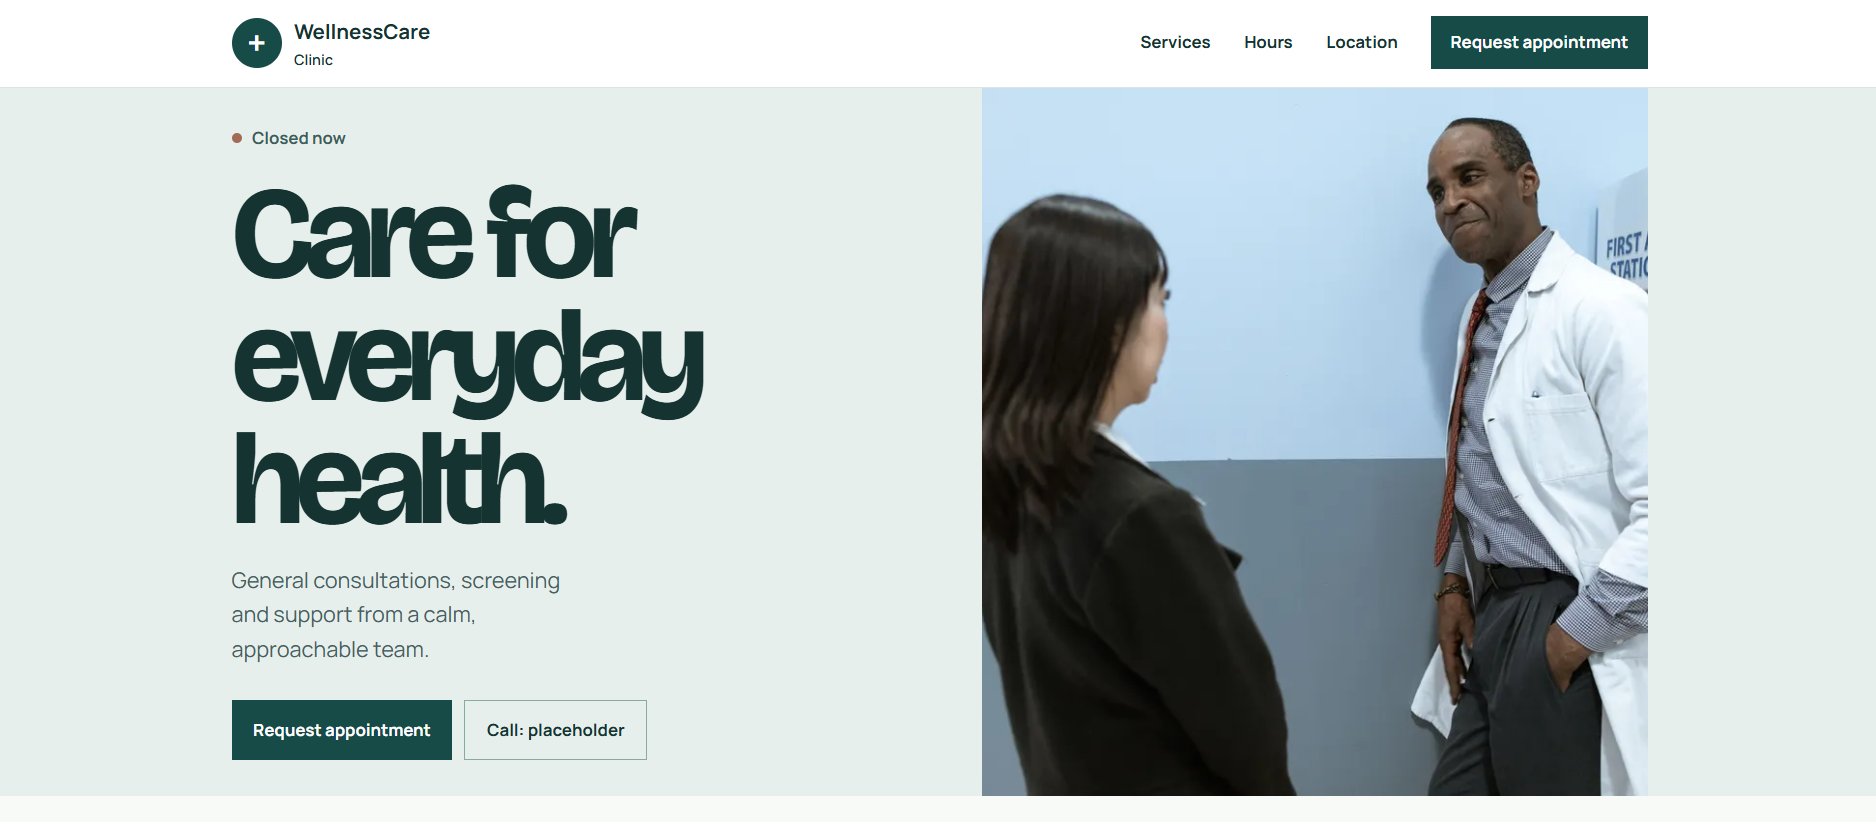 WellnessCare
Clinic
Services
Hours
Location
Request appointment
Closed now
Care for
everyday
health.
General consultations, screening
and support from a calm,
approachable team.
Request appointment
Call: placeholder
FIRST